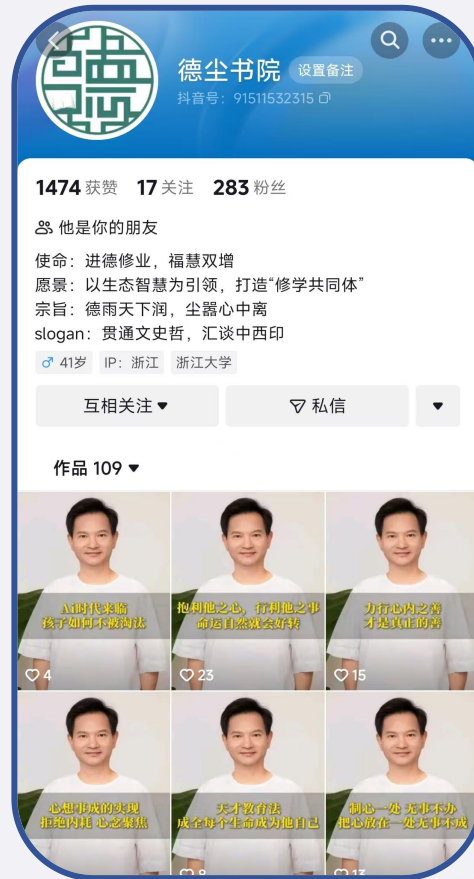 德尘书院 设置备注
抖音号：91511532315
1474 获赞 17 关注 283 粉丝
他是你的朋友
使命：进德修业，福慧双增
愿景：以生态智慧为引领，打造“修学共同体”
宗旨：德雨天下润，尘器心中离
slogan：贯通文史哲，汇谈中西印
♂ 41岁 IP：浙江 浙江大学
互相关注 私信
作品 109
Ai时代来临
孩子如何不被淘汰
4
抱利他之心，行利他之事
命运自然就会好转
23
力行心内之善
才是真正的善
15
心想事成的实现
拒绝内耗 心念聚焦
天才教育法
成全每个生命成为他自己
8
制心一处 无事不办
把心放在一处无事不成
13